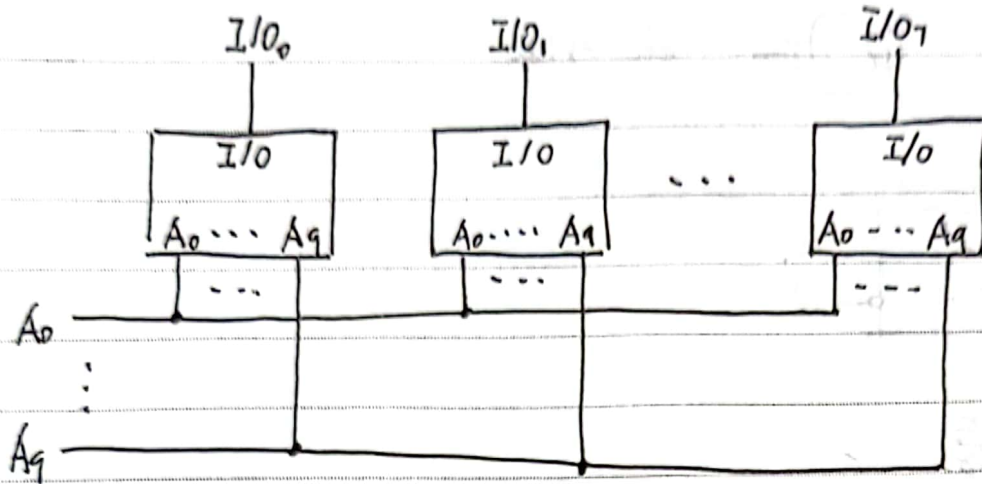 I/O₀ I/O₁ I/O₇
I/O I/O ... I/O
A₀ ... A₉ A₀ .... A₉ A₀ ... A₉
... ... ---
A₀
⋮
A₉